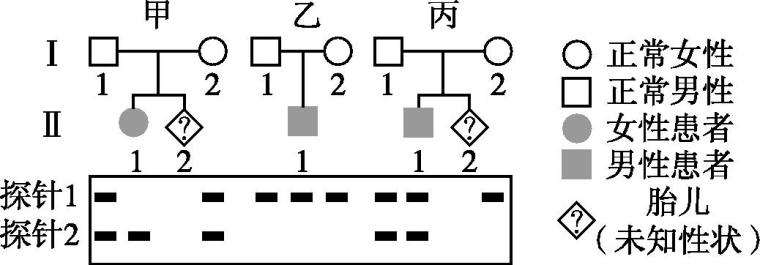 甲 乙 丙
Ⅰ 1 2 1 2 1 2
Ⅱ ? ?
1 2 1 1 2
探针1
探针2
正常女性
正常男性
女性患者
男性患者
? 胎儿
(未知性状)